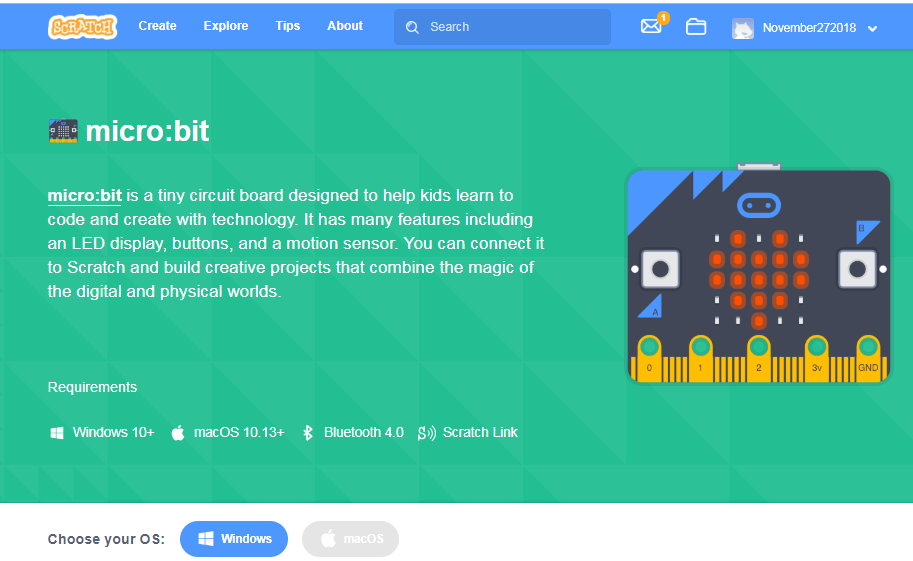 SCRATCH Create Explore Tips About Search 1 November272018
micro:bit
micro:bit is a tiny circuit board designed to help kids learn to
code and create with technology. It has many features including
an LED display, buttons, and a motion sensor. You can connect it
to Scratch and build creative projects that combine the magic of
the digital and physical worlds.
B
A
0 1 2 3v GND
Requirements
Windows 10+ macOS 10.13+ Bluetooth 4.0 Scratch Link
Choose your OS: Windows macOS